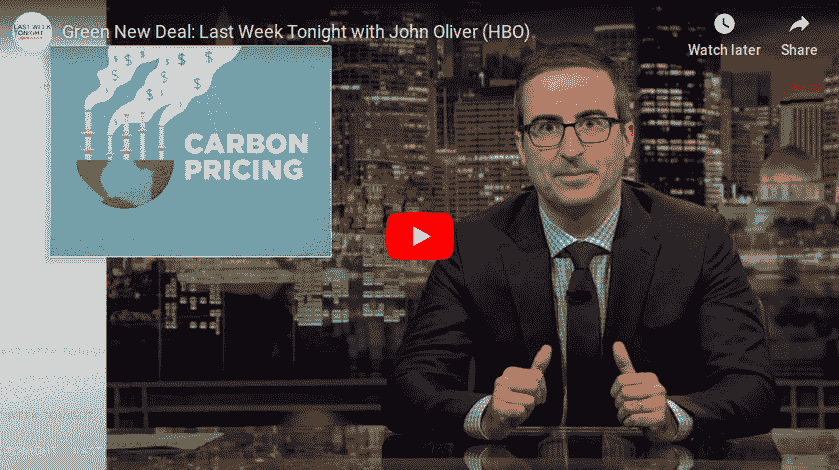 LAST WEEK
TONIGHT
Green New Deal: Last Week Tonight with John Oliver (HBO)
Watch later
Share
$ $ $ $ $ $ $
CARBON
PRICING